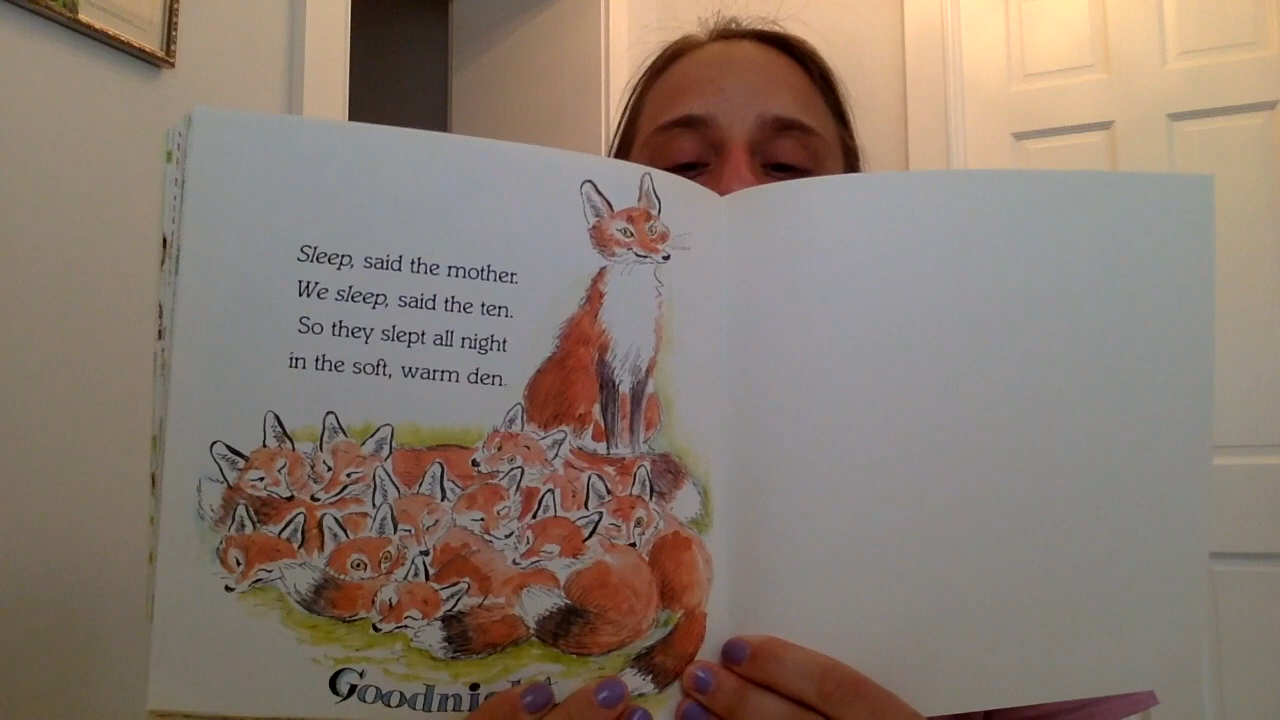 Sleep, said the mother.
We sleep, said the ten.
So they slept all night
in the soft, warm den.
Goodnight